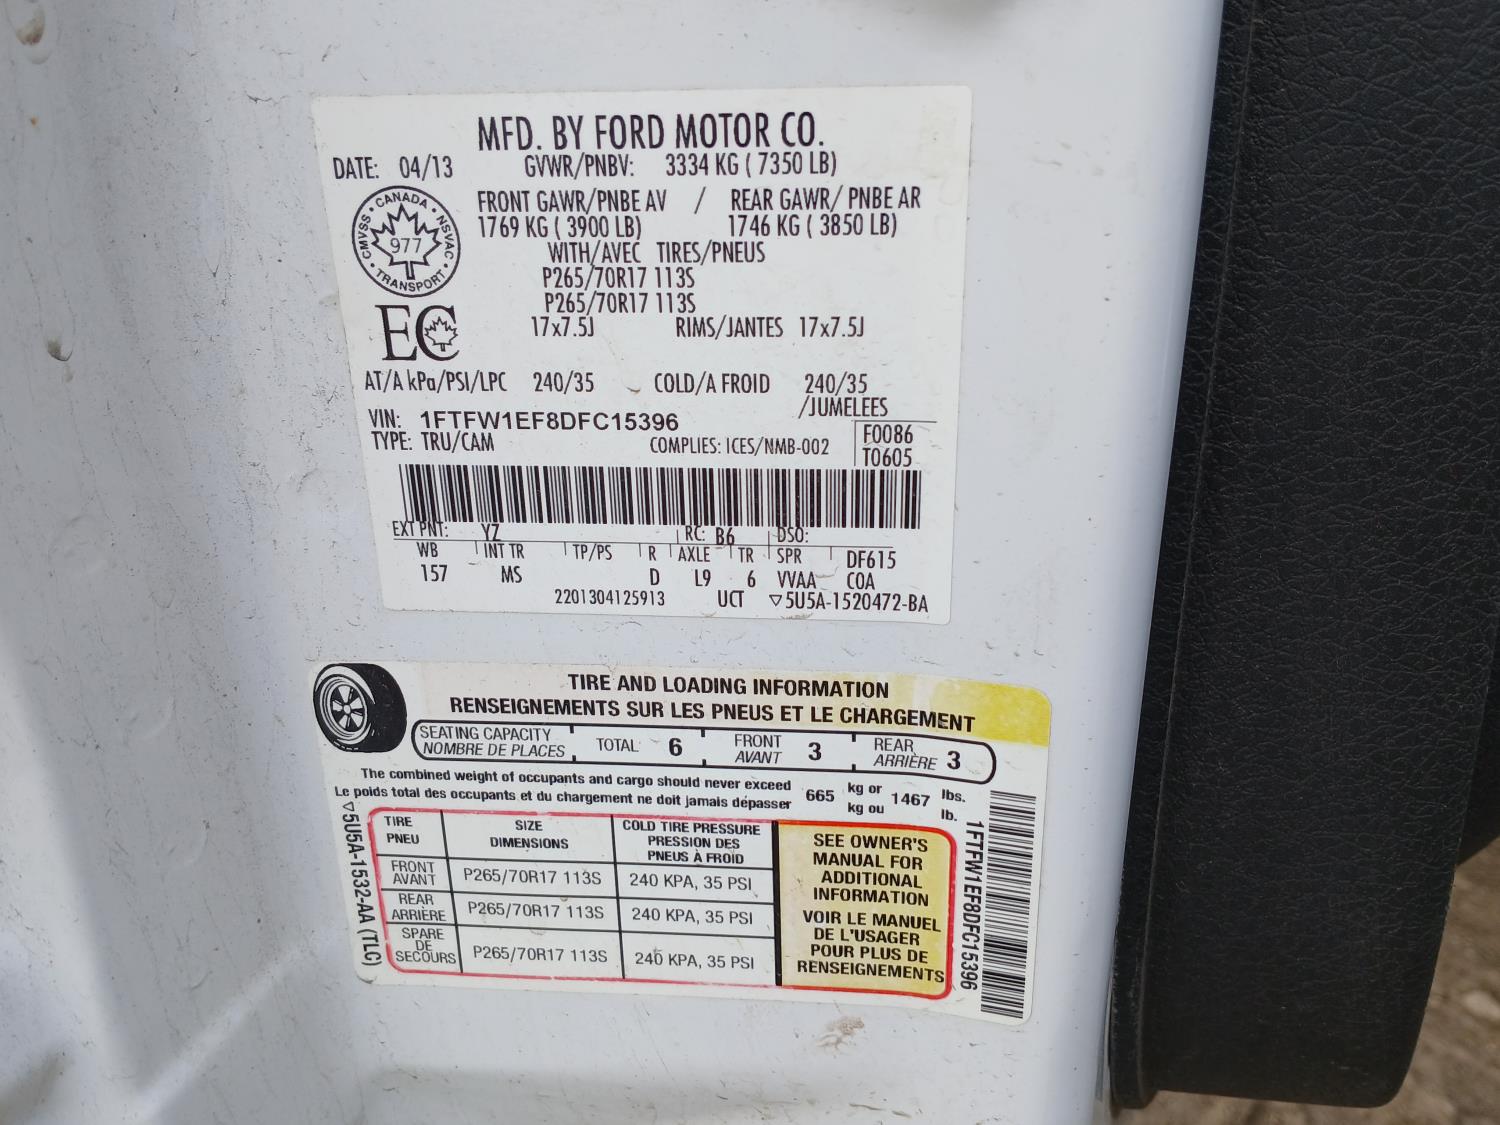 MFD. BY FORD MOTOR CO.
DATE: 04/13 GVWR/PNBV: 3334 KG ( 7350 LB)
FRONT GAWR/PNBE AV / REAR GAWR/ PNBE AR
1769 KG ( 3900 LB) 1746 KG ( 3850 LB)
WITH/AVEC TIRES/PNEUS
P265/70R17 113S
P265/70R17 113S
17x7.5J RIMS/JANTES 17x7.5J
CANADA
CMVSS 977 NSVAC
TRANSPORT
EC
AT/A kPa/PSI/LPC 240/35 COLD/A FROID 240/35
/JUMELEES
VIN: 1FTFW1EF8DFC15396
TYPE: TRU/CAM COMPLIES: ICES/NMB-002
F0086
T0605
EXT PNT: YZ RC: B6 DSO:
WB INT TR TP/PS R AXLE TR SPR DF615
157 MS D L9 6 VVAA COA
2201304125913 UCT ▽5U5A-1520472-BA
TIRE AND LOADING INFORMATION
RENSEIGNEMENTS SUR LES PNEUS ET LE CHARGEMENT
SEATING CAPACITY
NOMBRE DE PLACES
TOTAL 6
FRONT
AVANT 3
REAR
ARRIÈRE 3
The combined weight of occupants and cargo should never exceed
Le poids total des occupants et du chargement ne doit jamais dépasser
665 kg or 1467 lbs.
kg ou lb.
▽5U5A-1532-AA (TLC)
TIRE SIZE COLD TIRE PRESSURE
PNEU DIMENSIONS PRESSION DES
PNEUS À FROID
FRONT
AVANT P265/70R17 113S 240 KPA, 35 PSI
REAR
ARRIÈRE P265/70R17 113S 240 KPA, 35 PSI
SPARE
DE
SECOURS P265/70R17 113S 240 KPA, 35 PSI
SEE OWNER'S
MANUAL FOR
ADDITIONAL
INFORMATION
VOIR LE MANUEL
DE L'USAGER
POUR PLUS DE
RENSEIGNEMENTS
1FTFW1EF8DFC15396